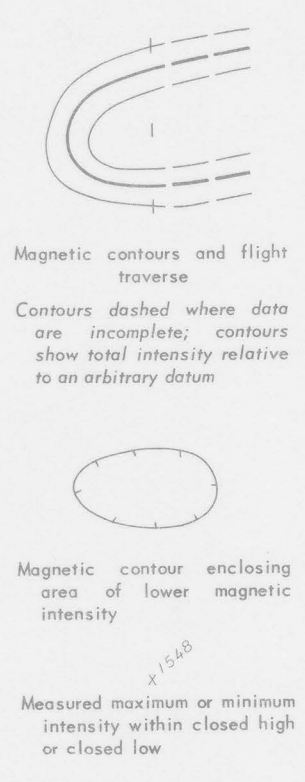 Magnetic contours and flight
traverse
Contours dashed where data
are incomplete; contours
show total intensity relative
to an arbitrary datum
Magnetic contour enclosing
area of lower magnetic
intensity
x 1548
Measured maximum or minimum
intensity within closed high
or closed low